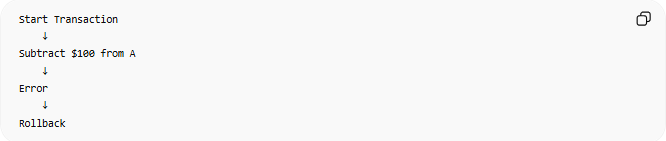 Start Transaction
↓
Subtract $100 from A
↓
Error
↓
Rollback